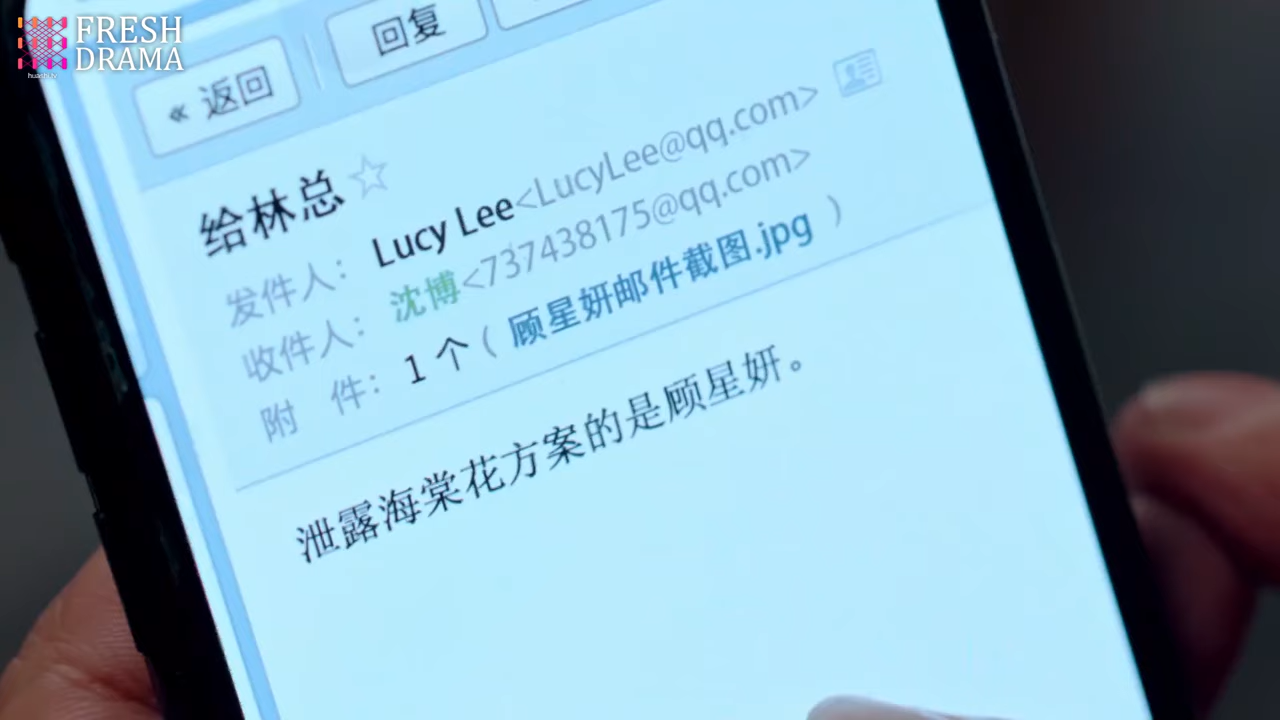 FRESH
DRAMA
huashi.tv
« 返回
回复
给林总
发件人: Lucy Lee<LucyLee@qq.com>
收件人: 沈博<737438175@qq.com>
附 件: 1 个 ( 顾星妍邮件截图.jpg )
泄露海棠花方案的是顾星妍。